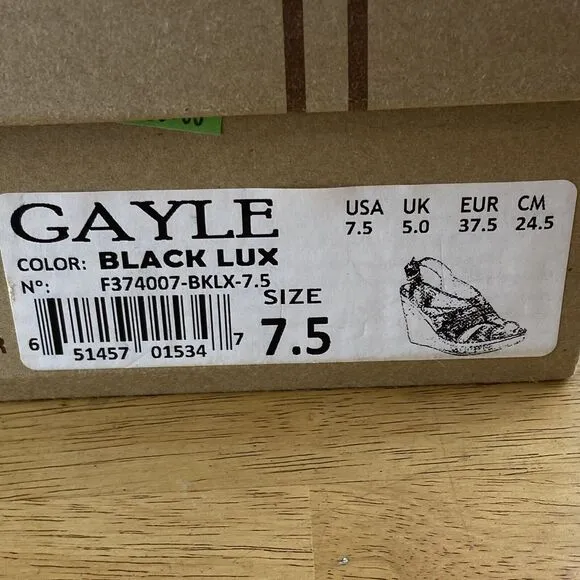 GAYLE
COLOR: BLACK LUX
Nº: F374007-BKLX-7.5
6 51457 01534 7
SIZE
7.5
USA UK EUR CM
7.5 5.0 37.5 24.5
R